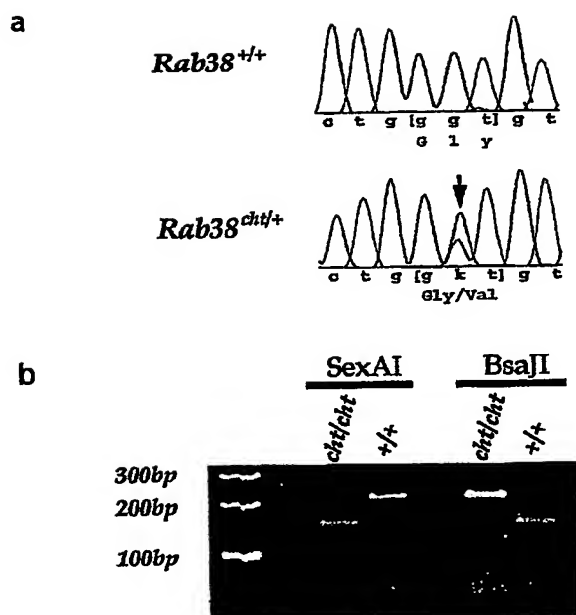 a
Rab38+/+
c t g [g g t] g t
G l y
Rab38cht/+
c t g [g k t] g t
Gly/Val
b
SexAI BsaJI
cht/cht +/+ cht/cht +/+
300bp
200bp
100bp